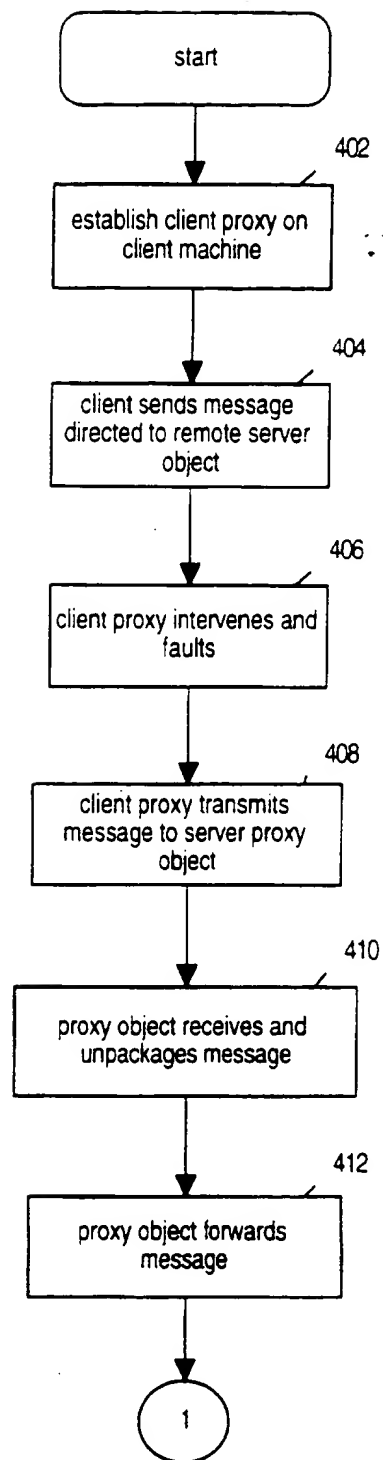 start
402
establish client proxy on
client machine
404
client sends message
directed to remote server
object
406
client proxy intervenes and
faults
408
client proxy transmits
message to server proxy
object
410
proxy object receives and
unpackages message
412
proxy object forwards
message
1